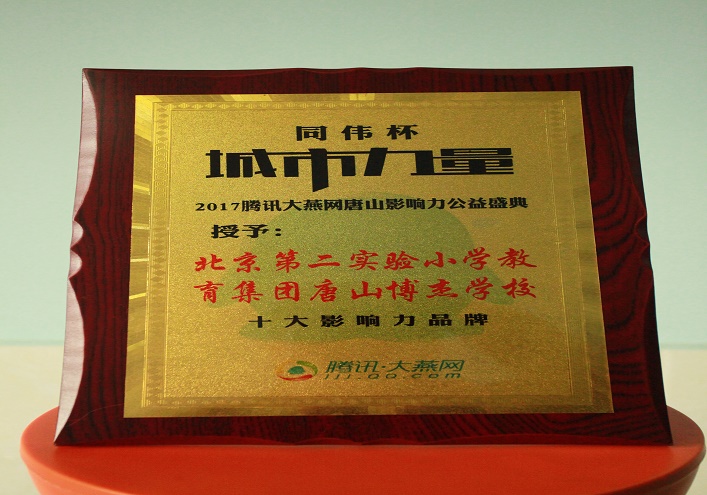 同伟杯
城市力量
2017腾讯大燕网唐山影响力公益盛典
授予：
北京第二实验小学教
育集团唐山博杰学校
十大影响力品牌
腾讯·大燕网
jjj.qq.com